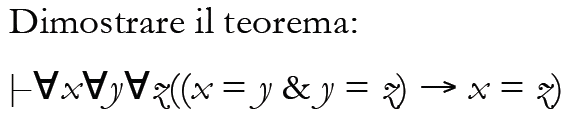 Dimostrare il teorema:
⊢∀x∀y∀z((x = y & y = z) → x = z)